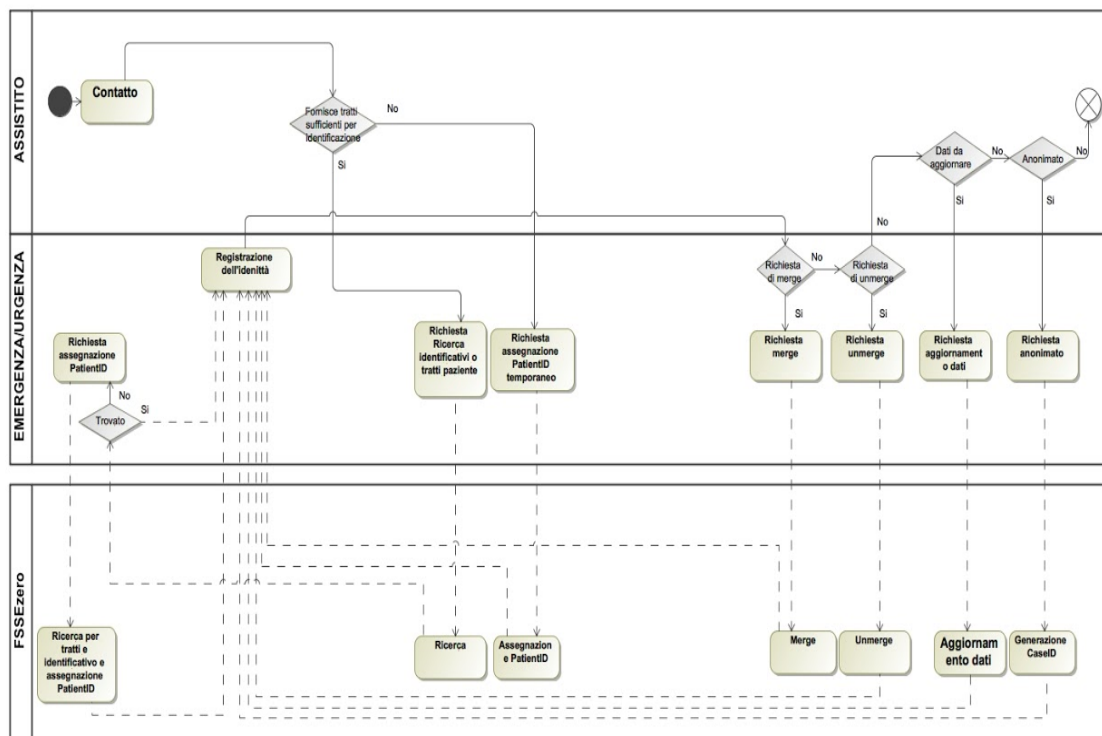 ASSISTITO
Contatto
Fornisce tratti
sufficienti per
identificazione
No
Si
Dati da
aggiornare
No
Anonimato
No
No
Si
Si
EMERGENZA/URGENZA
Registrazione
dell'idenittà
Richiesta
di merge
No
Richiesta
di unmerge
Si
Si
Richiesta
assegnazione
PatientID
No
Si
Trovato
Richiesta
Ricerca
identificativi o
tratti paziente
Richiesta
assegnazione
PatientID
temporaneo
Richiesta
merge
Richiesta
unmerge
Richiesta
aggiornament
o dati
Richiesta
anonimato
FSSEzero
Ricerca per
tratti e
identificativo e
assegnazione
PatientID
Ricerca
Assegnazion
e PatientID
Merge
Unmerge
Aggiornam
ento dati
Generazione
CaseID